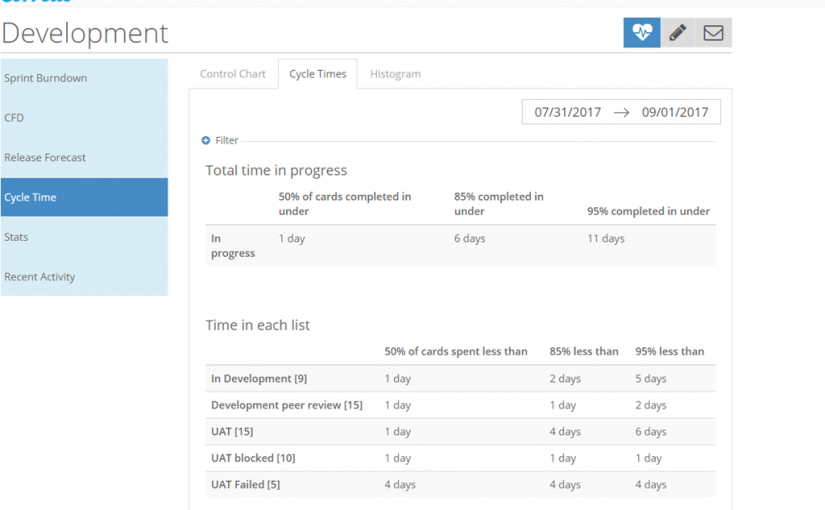 Development
Sprint Burndown
CFD
Release Forecast
Cycle Time
Stats
Recent Activity
Control Chart Cycle Times Histogram
07/31/2017 → 09/01/2017
Filter
Total time in progress
50% of cards completed in under 85% completed in under 95% completed in under
In progress 1 day 6 days 11 days
Time in each list
50% of cards spent less than 85% less than 95% less than
In Development [9] 1 day 2 days 5 days
Development peer review [15] 1 day 1 day 2 days
UAT [15] 1 day 4 days 6 days
UAT blocked [10] 1 day 1 day 1 day
UAT Failed [5] 4 days 4 days 4 days